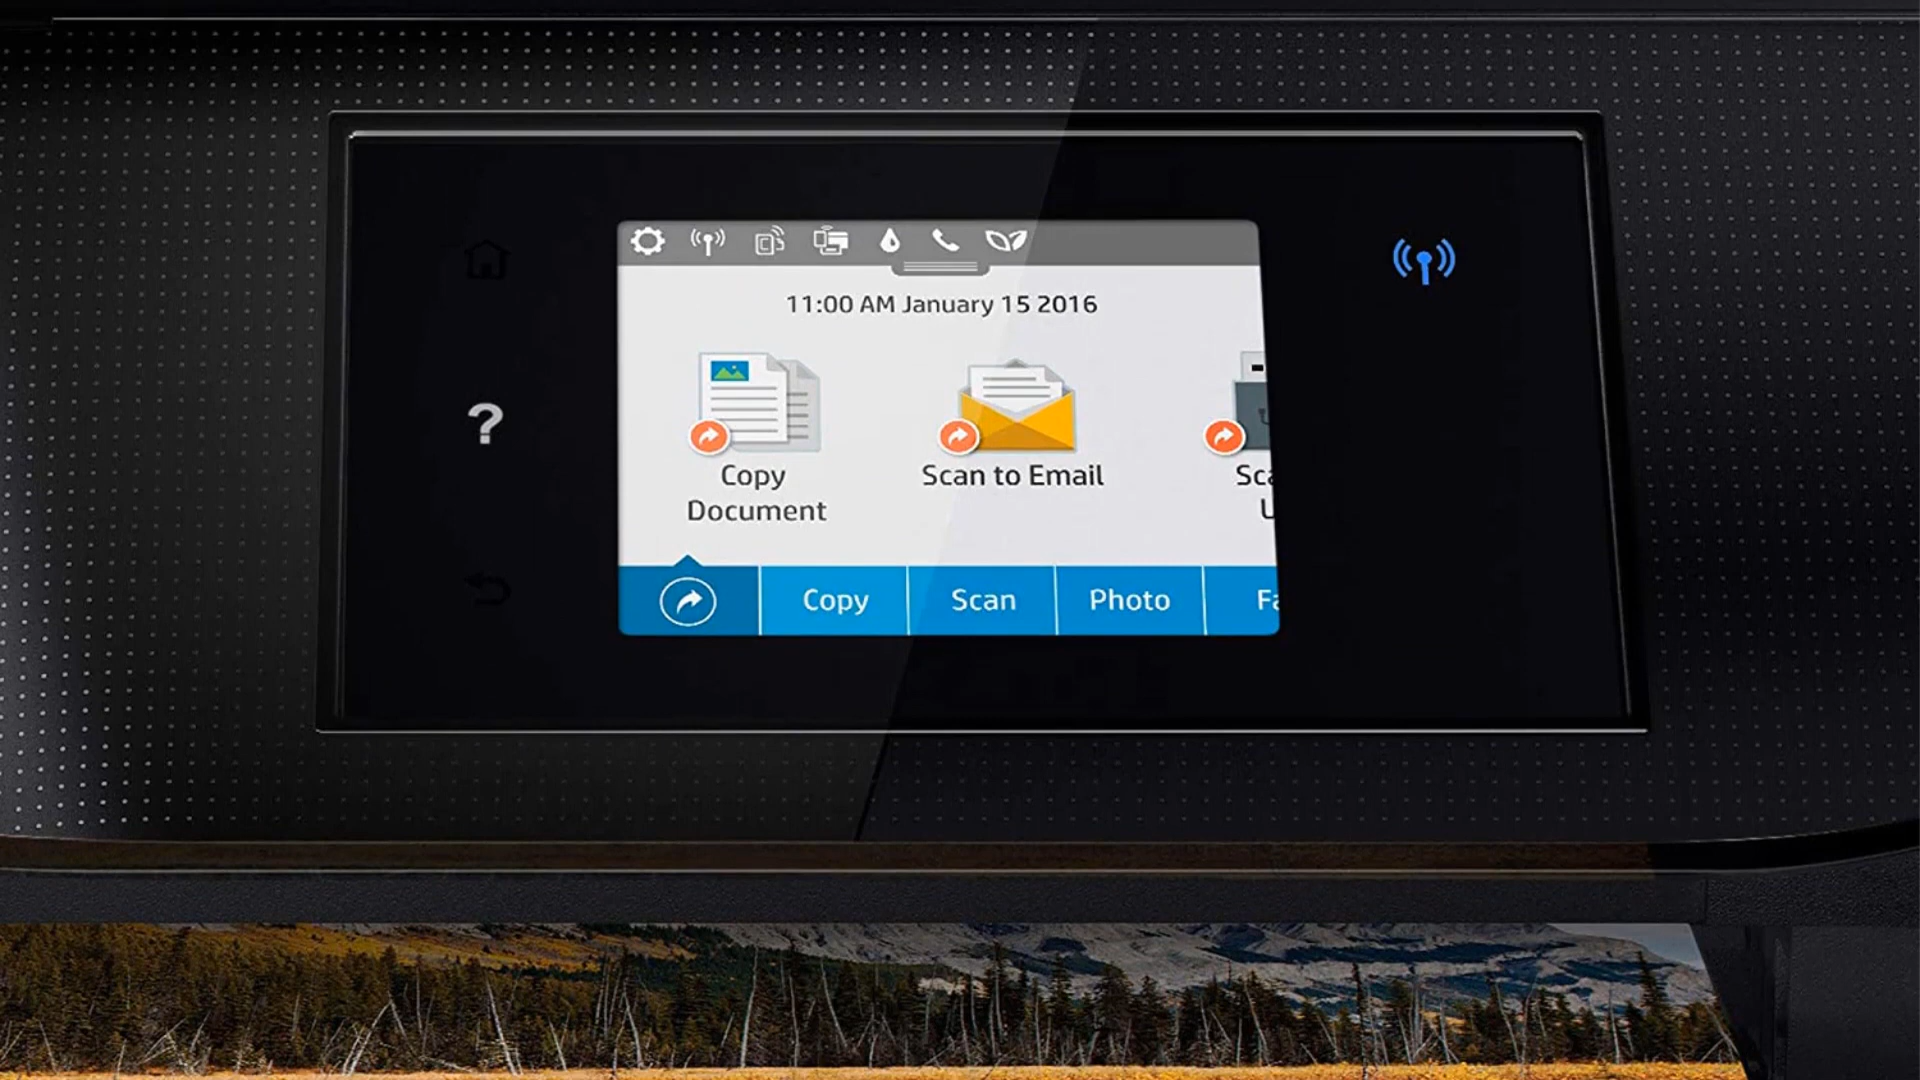 11:00 AM January 15 2016
Copy
Document
Scan to Email
Copy
Scan
Photo